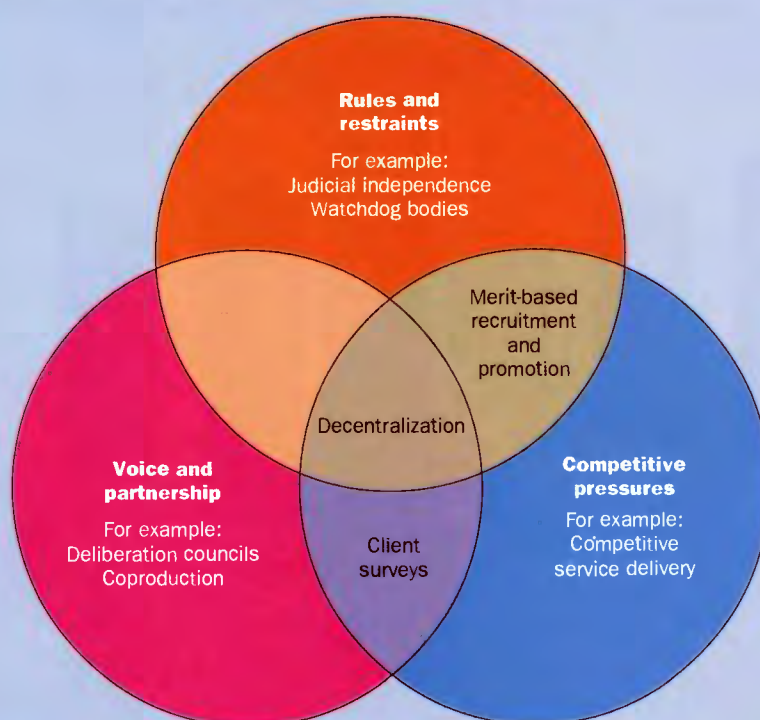 Rules and
restraints
For example:
Judicial independence
Watchdog bodies
Merit-based
recruitment
and
promotion
Decentralization
Voice and
partnership
For example:
Deliberation councils
Coproduction
Client
surveys
Competitive
pressures
For example:
Competitive
service delivery